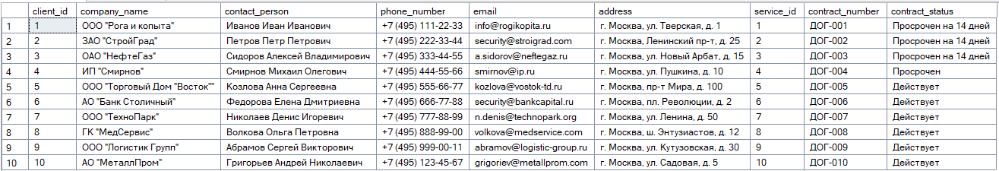 client_id company_name contact_person phone_number email address service_id contract_number contract_status
1 1 ООО "Рога и копыта" Иванов Иван Иванович +7 (495) 111-22-33 info@rogikopita.ru г. Москва, ул. Тверская, д. 1 1 ДОГ-001 Просрочен на 14 дней
2 2 ЗАО "СтройГрад" Петров Петр Петрович +7 (495) 222-33-44 security@stroigrad.com г. Москва, Ленинский пр-т, д. 25 2 ДОГ-002 Просрочен на 14 дней
3 3 ОАО "НефтеГаз" Сидоров Алексей Владимирович +7 (495) 333-44-55 a.sidorov@neftegaz.ru г. Москва, ул. Новый Арбат, д. 15 3 ДОГ-003 Просрочен на 14 дней
4 4 ИП "Смирнов" Смирнов Михаил Олегович +7 (495) 444-55-66 smirnov@ip.ru г. Москва, ул. Пушкина, д. 10 4 ДОГ-004 Просрочен
5 5 ООО "Торговый Дом "Восток"" Козлова Анна Сергеевна +7 (495) 555-66-77 kozlova@vostok-td.ru г. Москва, пр-т Мира, д. 100 5 ДОГ-005 Действует
6 6 АО "Банк Столичный" Федорова Елена Дмитриевна +7 (495) 666-77-88 security@bankcapital.ru г. Москва, пл. Революции, д. 2 6 ДОГ-006 Действует
7 7 ООО "ТехноПарк" Николаев Денис Игоревич +7 (495) 777-88-99 n.denis@technopark.org г. Москва, ул. Ленина, д. 50 7 ДОГ-007 Действует
8 8 ГК "МедСервис" Волкова Ольга Петровна +7 (495) 888-99-00 volkova@medservice.com г. Москва, ш. Энтузиастов, д. 12 8 ДОГ-008 Действует
9 9 ООО "Логистик Групп" Абрамов Сергей Викторович +7 (495) 999-00-11 abramov@logistic-group.ru г. Москва, ул. Кутузовская, д. 30 9 ДОГ-009 Действует
10 10 АО "МеталлПром" Григорьев Андрей Николаевич +7 (495) 123-45-67 grigoriev@metallprom.com г. Москва, ул. Садовая, д. 5 10 ДОГ-010 Действует